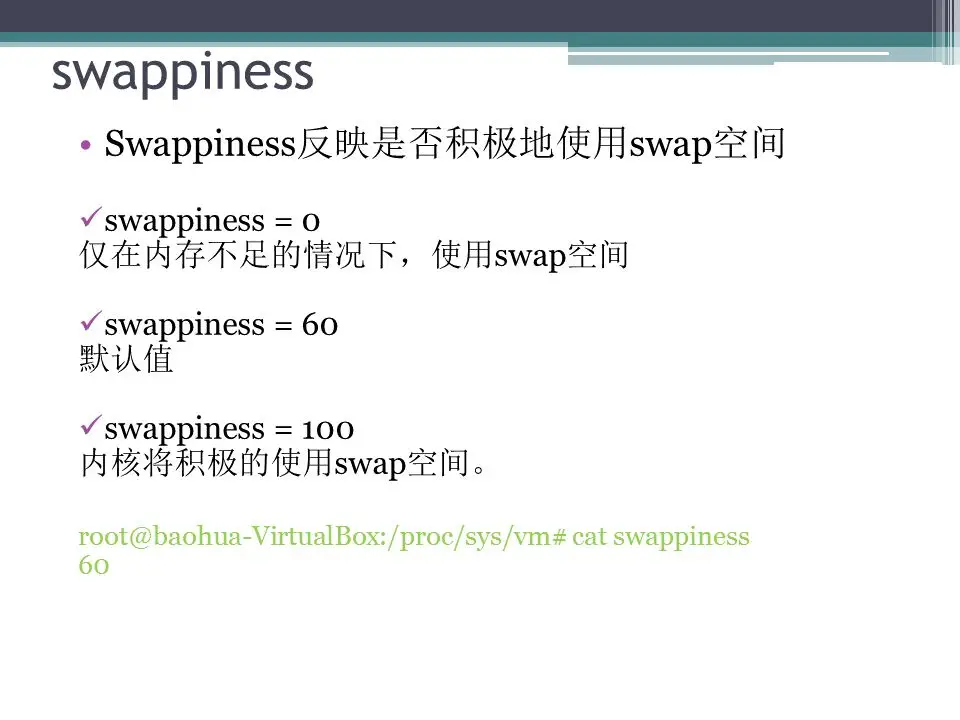 swappiness
• Swappiness反映是否积极地使用swap空间
✓swappiness = 0
仅在内存不足的情况下，使用swap空间
✓swappiness = 60
默认值
✓swappiness = 100
内核将积极的使用swap空间。
root@baohua-VirtualBox:/proc/sys/vm# cat swappiness
60